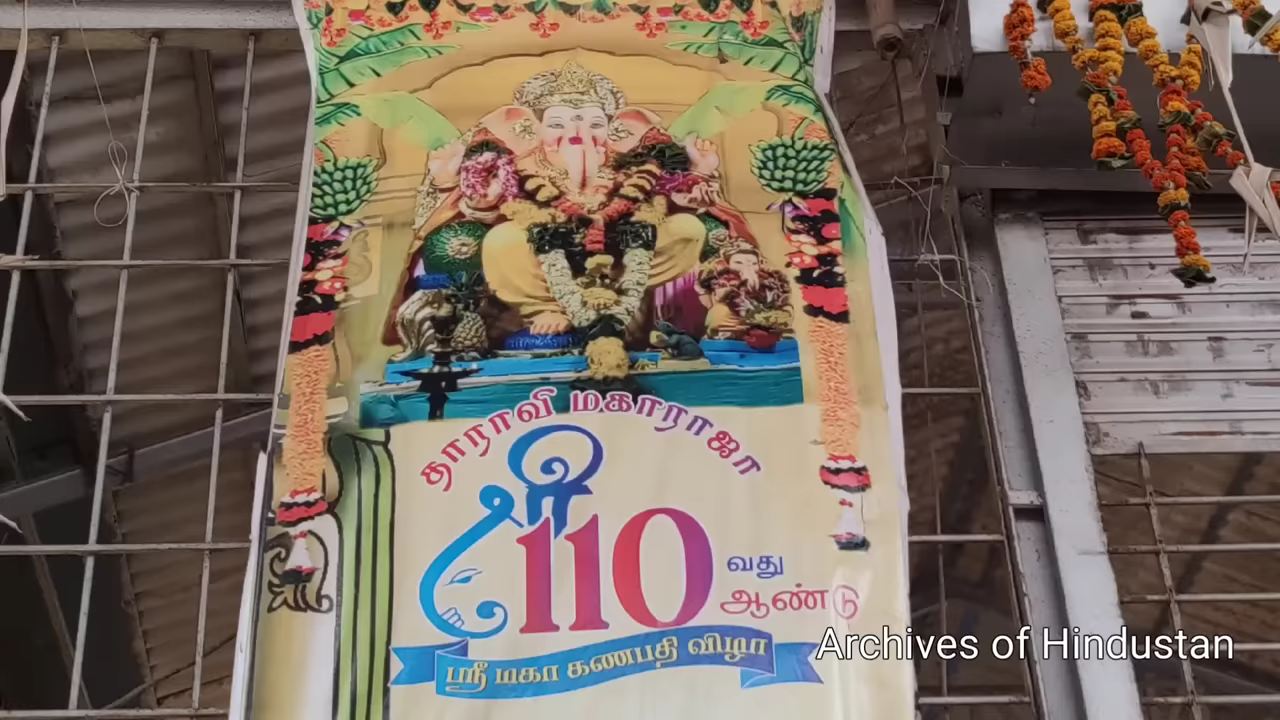 தாராவி மகாராஜா
ஸ்ரீ
110
வது
ஆண்டு
ஸ்ரீ மகா கணபதி விழா
Archives of Hindustan